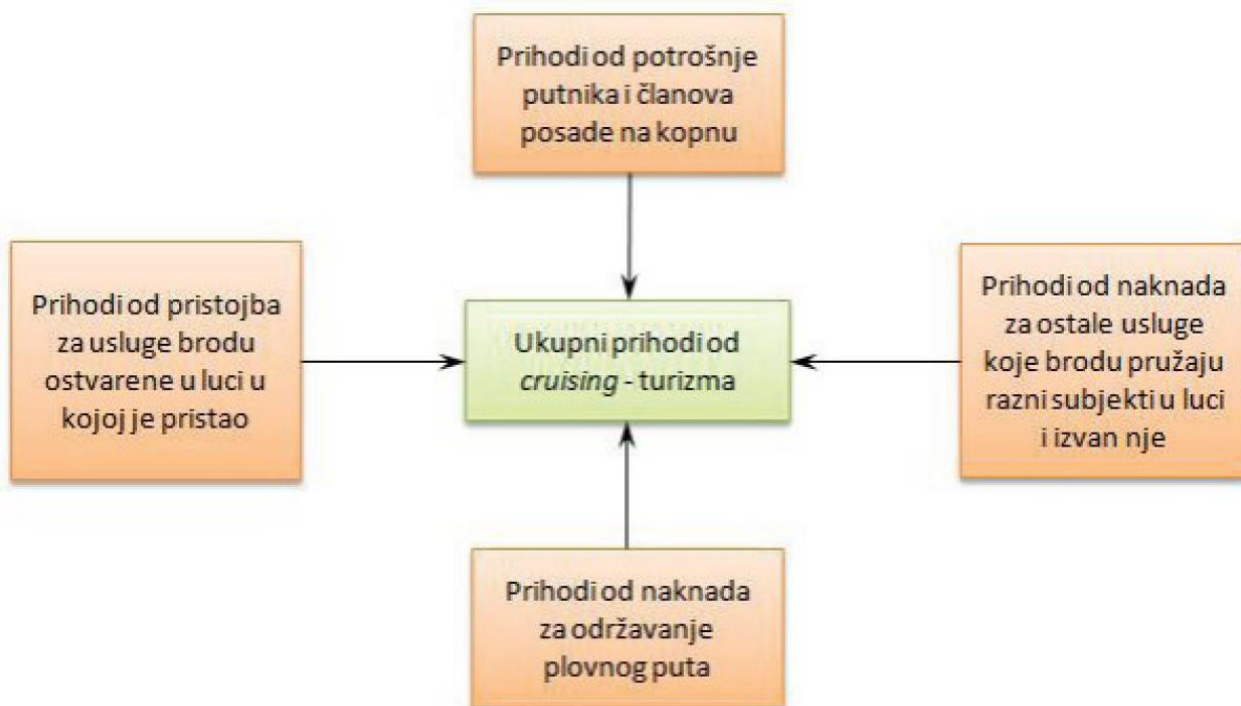 Prihodi od potrošnje
putnika i članova
posade na kopnu
Prihodi od pristojba
za usluge brodu
ostvarene u luci u
kojoj je pristao
Ukupni prihodi od
cruising - turizma
Prihodi od naknada
za ostale usluge
koje brodu pružaju
razni subjekti u luci
i izvan nje
Prihodi od naknada
za održavanje
plovnog puta